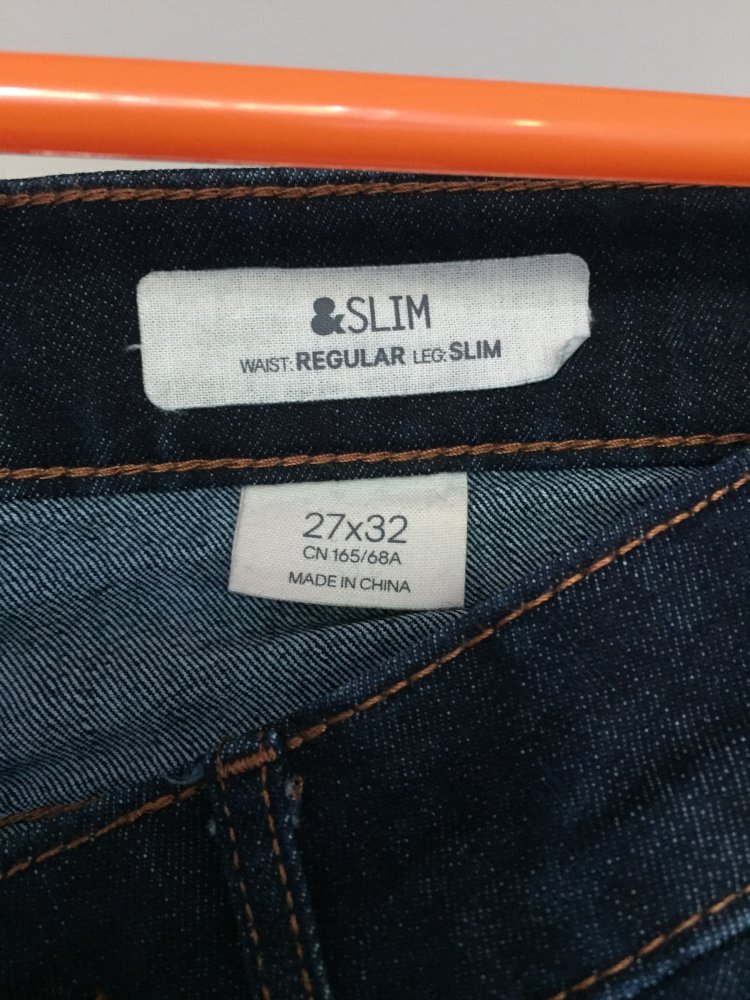 &SLIM
WAIST: REGULAR LEG: SLIM
27x32
CN 165/68A
MADE IN CHINA